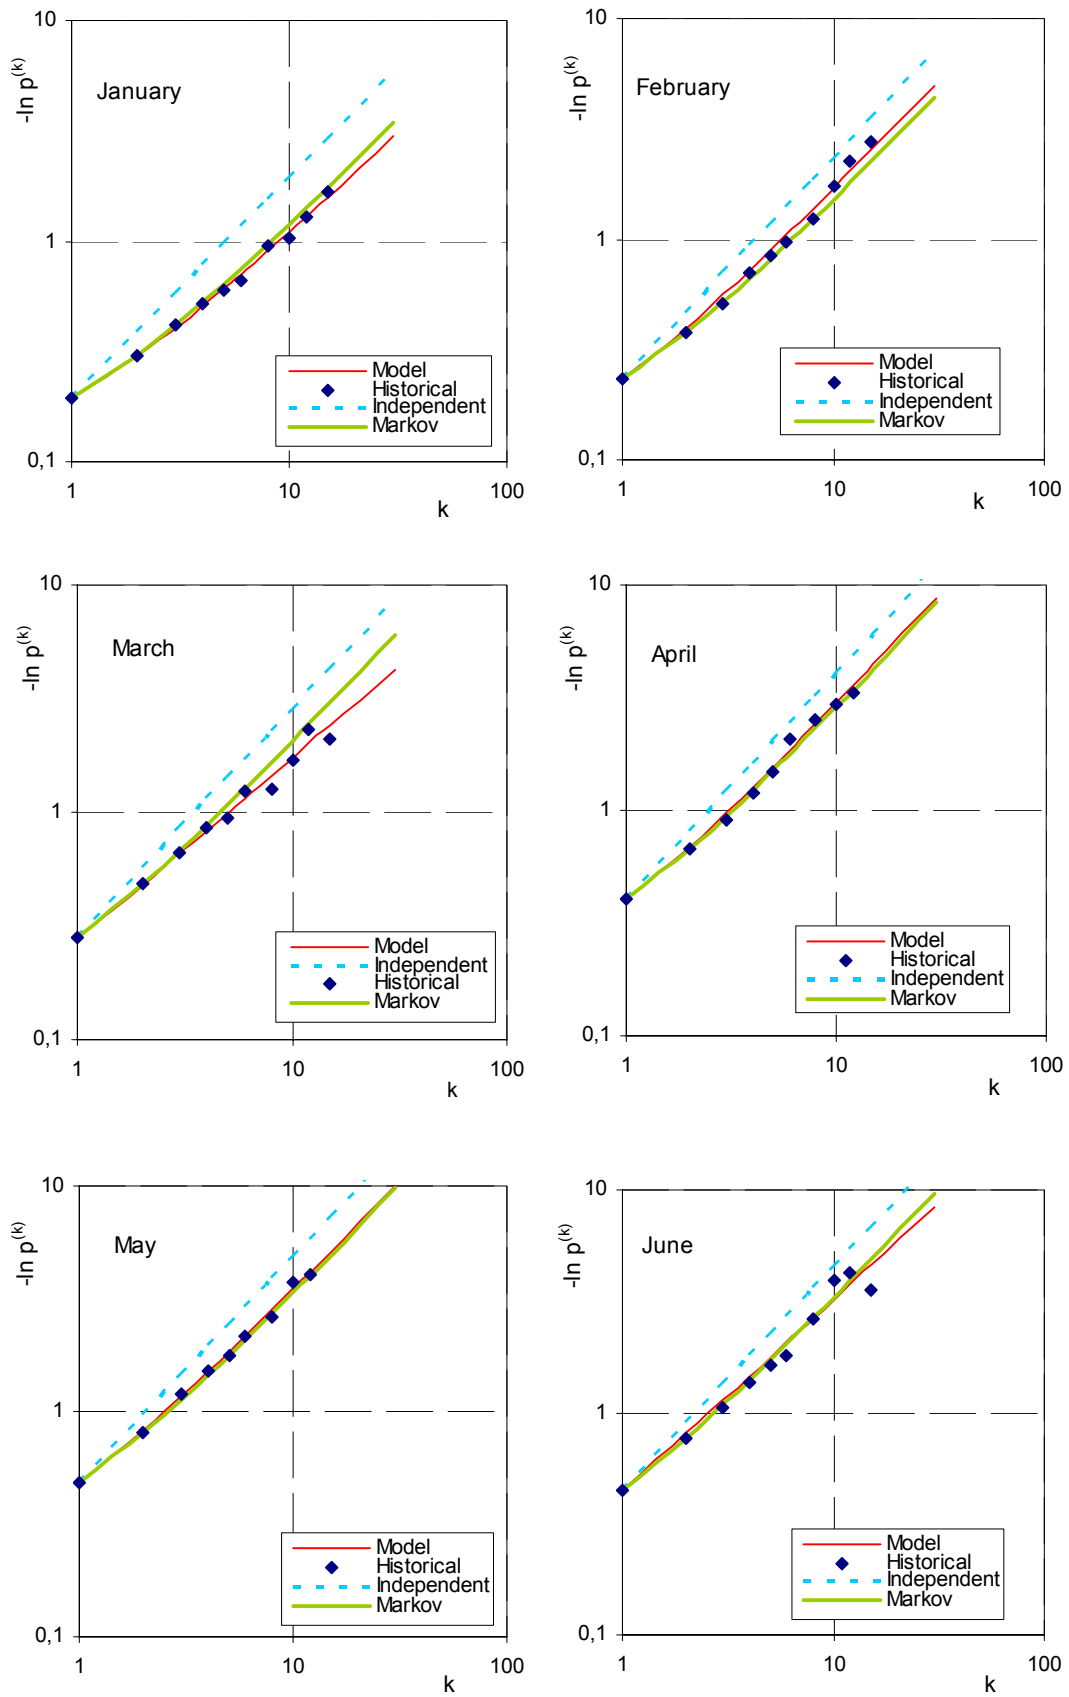 10
-ln p(k)
January
1
Model
Historical
Independent
Markov
0,1
1
10
100
k
10
-ln p(k)
February
1
Model
Historical
Independent
Markov
0,1
1
10
100
k
10
-ln p(k)
March
1
Model
Independent
Historical
Markov
0,1
1
10
100
k
10
-ln p(k)
April
1
Model
Historical
Independent
Markov
0,1
1
10
100
k
10
-ln p(k)
May
1
Model
Historical
Independent
Markov
0,1
1
10
100
k
10
-ln p(k)
June
1
Model
Historical
Independent
Markov
0,1
1
10
100
k